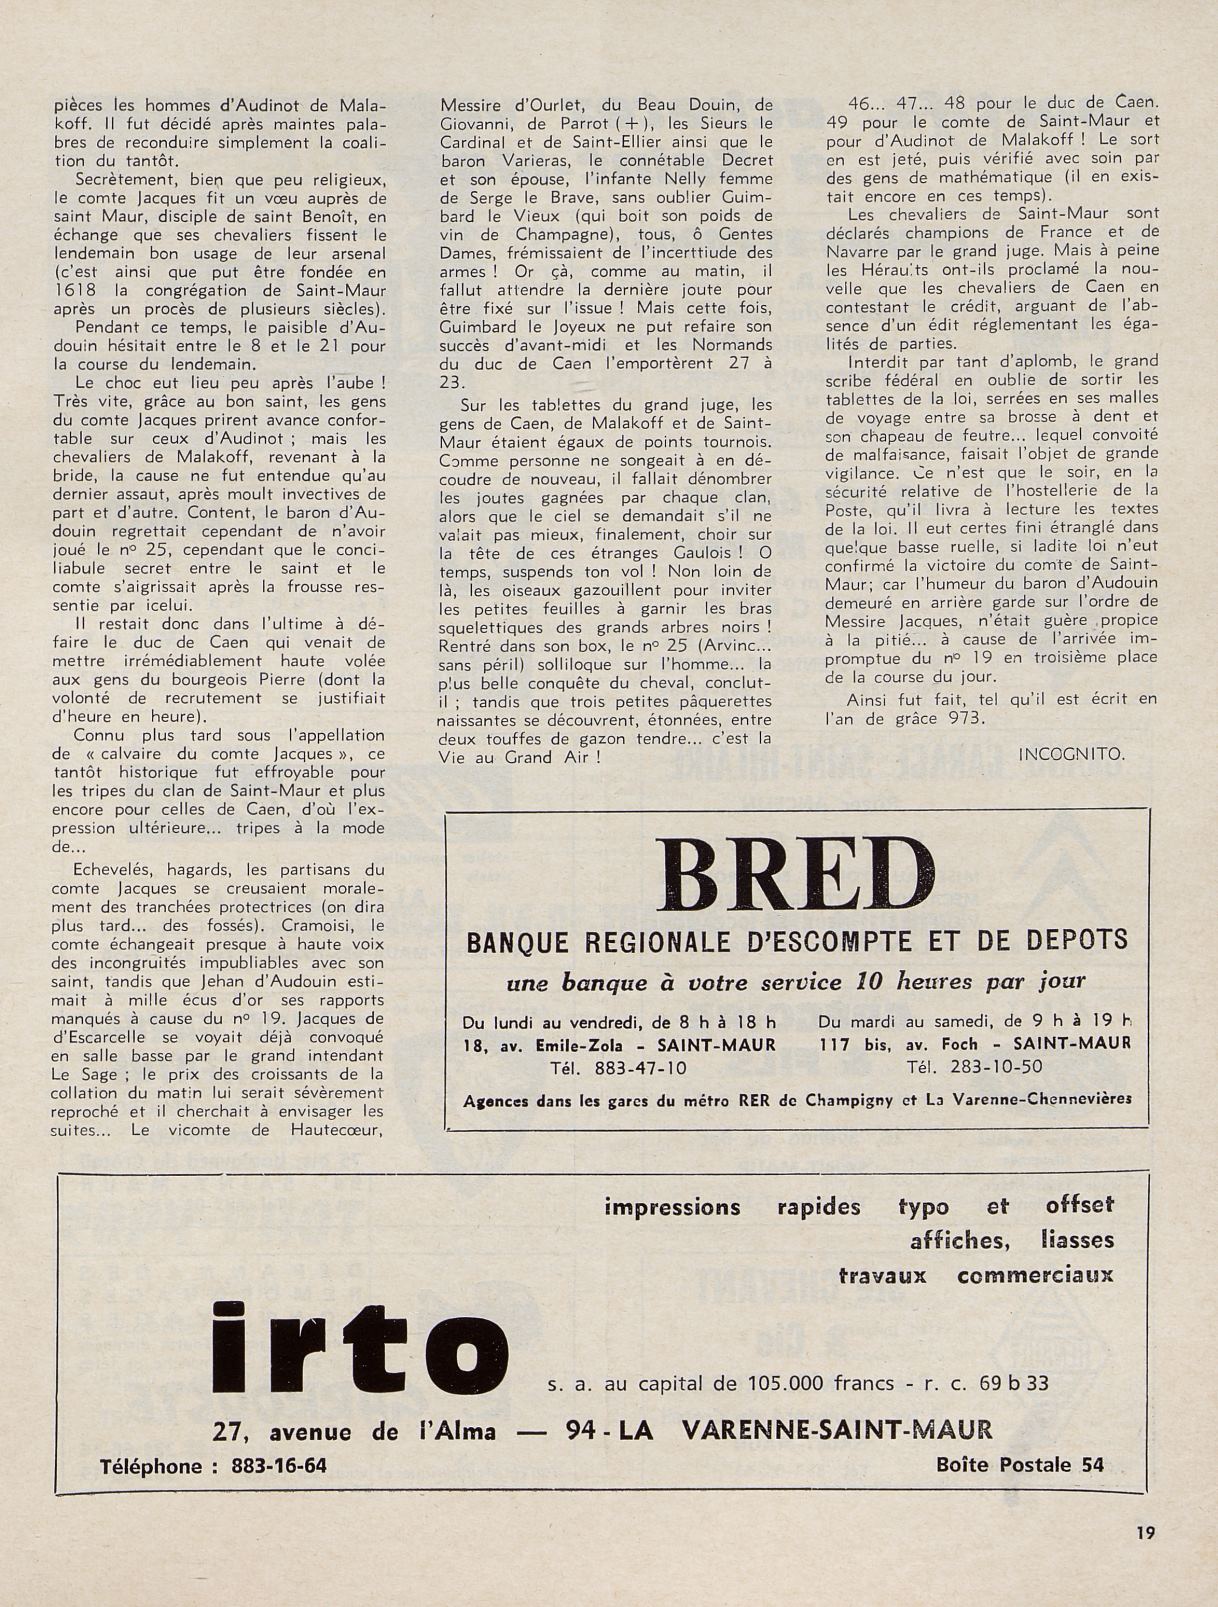 pièces les hommes d'Audinot de Mala-
koff. Il fut décidé après maintes pala-
bres de reconduire simplement la coali-
tion du tantôt.
Secrètement, bien que peu religieux,
le comte Jacques fit un vœu auprès de
saint Maur, disciple de saint Benoît, en
échange que ses chevaliers fissent le
lendemain bon usage de leur arsenal
(c'est ainsi que put être fondée en
1618 la congrégation de Saint-Maur
après un procès de plusieurs siècles).
Pendant ce temps, le paisible d'Au-
douin hésitait entre le 8 et le 21 pour
la course du lendemain.
Le choc eut lieu peu après l'aube !
Très vite, grâce au bon saint, les gens
du comte Jacques prirent avance confor-
table sur ceux d'Audinot ; mais les
chevaliers de Malakoff, revenant à la
bride, la cause ne fut entendue qu'au
dernier assaut, après moult invectives de
part et d'autre. Content, le baron d'Au-
douin regrettait cependant de n'avoir
joué le n° 25, cependant que le conci-
liabule secret entre le saint et le
comte s'aigrissait après la frousse res-
sentie par icelui.
Il restait donc dans l'ultime à dé-
faire le duc de Caen qui venait de
mettre irrémédiablement haute volée
aux gens du bourgeois Pierre (dont la
volonté de recrutement se justifiait
d'heure en heure).
Connu plus tard sous l'appellation
de « calvaire du comte Jacques », ce
tantôt historique fut effroyable pour
les tripes du clan de Saint-Maur et plus
encore pour celles de Caen, d'où l'ex-
pression ultérieure... tripes à la mode
de...
Echevelés, hagards, les partisans du
comte Jacques se creusaient morale-
ment des tranchées protectrices (on dira
plus tard... des fossés). Cramoisi, le
comte échangeait presque à haute voix
des incongruités impubliables avec son
saint, tandis que Jehan d'Audouin esti-
mait à mille écus d'or ses rapports
manqués à cause du n° 19. Jacques de
d'Escarcelle se voyait déjà convoqué
en salle basse par le grand intendant
Le Sage ; le prix des croissants de la
collation du matin lui serait sévèrement
reproché et il cherchait à envisager les
suites... Le vicomte de Hautecœur,
Messire d'Ourlet, du Beau Douin, de
Giovanni, de Parrot (+), les Sieurs le
Cardinal et de Saint-Ellier ainsi que le
baron Varieras, le connétable Decret
et son épouse, l'infante Nelly femme
de Serge le Brave, sans oublier Guim-
bard le Vieux (qui boit son poids de
vin de Champagne), tous, ô Gentes
Dames, frémissaient de l'incerttiude des
armes ! Or çà, comme au matin, il
fallut attendre la dernière joute pour
être fixé sur l'issue ! Mais cette fois,
Guimbard le Joyeux ne put refaire son
succès d'avant-midi et les Normands
du duc de Caen l'emportèrent 27 à
23.
Sur les tablettes du grand juge, les
gens de Caen, de Malakoff et de Saint-
Maur étaient égaux de points tournois.
Comme personne ne songeait à en dé-
coudre de nouveau, il fallait dénombrer
les joutes gagnées par chaque clan,
alors que le ciel se demandait s'il ne
valait pas mieux, finalement, choir sur
la tête de ces étranges Gaulois ! O
temps, suspends ton vol ! Non loin de
là, les oiseaux gazouillent pour inviter
les petites feuilles à garnir les bras
squelettiques des grands arbres noirs !
Rentré dans son box, le n° 25 (Arvinc...
sans péril) solliloque sur l'homme... la
plus belle conquête du cheval, conclut-
il ; tandis que trois petites pâquerettes
naissantes se découvrent, étonnées, entre
deux touffes de gazon tendre... c'est la
Vie au Grand Air !
46... 47... 48 pour le duc de Caen.
49 pour le comte de Saint-Maur et
pour d'Audinot de Malakoff ! Le sort
en est jeté, puis vérifié avec soin par
des gens de mathématique (il en exis-
tait encore en ces temps).
Les chevaliers de Saint-Maur sont
déclarés champions de France et de
Navarre par le grand juge. Mais à peine
les Hérauts ont-ils proclamé la nou-
velle que les chevaliers de Caen en
contestant le crédit, arguant de l'ab-
sence d'un édit réglementant les éga-
lités de parties.
Interdit par tant d'aplomb, le grand
scribe fédéral en oublie de sortir les
tablettes de la loi, serrées en ses malles
de voyage entre sa brosse à dent et
son chapeau de feutre... lequel convoité
de malfaisance, faisait l'objet de grande
vigilance. Ce n'est que le soir, en la
sécurité relative de l'hostellerie de la
Poste, qu'il livra à lecture les textes
de la loi. Il eut certes fini étranglé dans
quelque basse ruelle, si ladite loi n'eut
confirmé la victoire du comte de Saint-
Maur; car l'humeur du baron d'Audouin
demeuré en arrière garde sur l'ordre de
Messire Jacques, n'était guère propice
à la pitié... à cause de l'arrivée im-
promptue du n° 19 en troisième place
de la course du jour.
Ainsi fut fait, tel qu'il est écrit en
l'an de grâce 973.
INCOGNITO.
BRED
BANQUE REGIONALE D'ESCOMPTE ET DE DEPOTS
une banque à votre service 10 heures par jour
Du lundi au vendredi, de 8 h à 18 h
18, av. Emile-Zola - SAINT-MAUR
Tél. 883-47-10
Du mardi au samedi, de 9 h à 19 h
117 bis, av. Foch - SAINT-MAUR
Tél. 283-10-50
Agences dans les gares du métro RER de Champigny et La Varenne-Chennevières
impressions rapides typo et offset
affiches, liasses
travaux commerciaux
irto
s. a. au capital de 105.000 francs - r. c. 69 b 33
27, avenue de l'Alma — 94 - LA VARENNE-SAINT-MAUR
Téléphone : 883-16-64
Boîte Postale 54
19